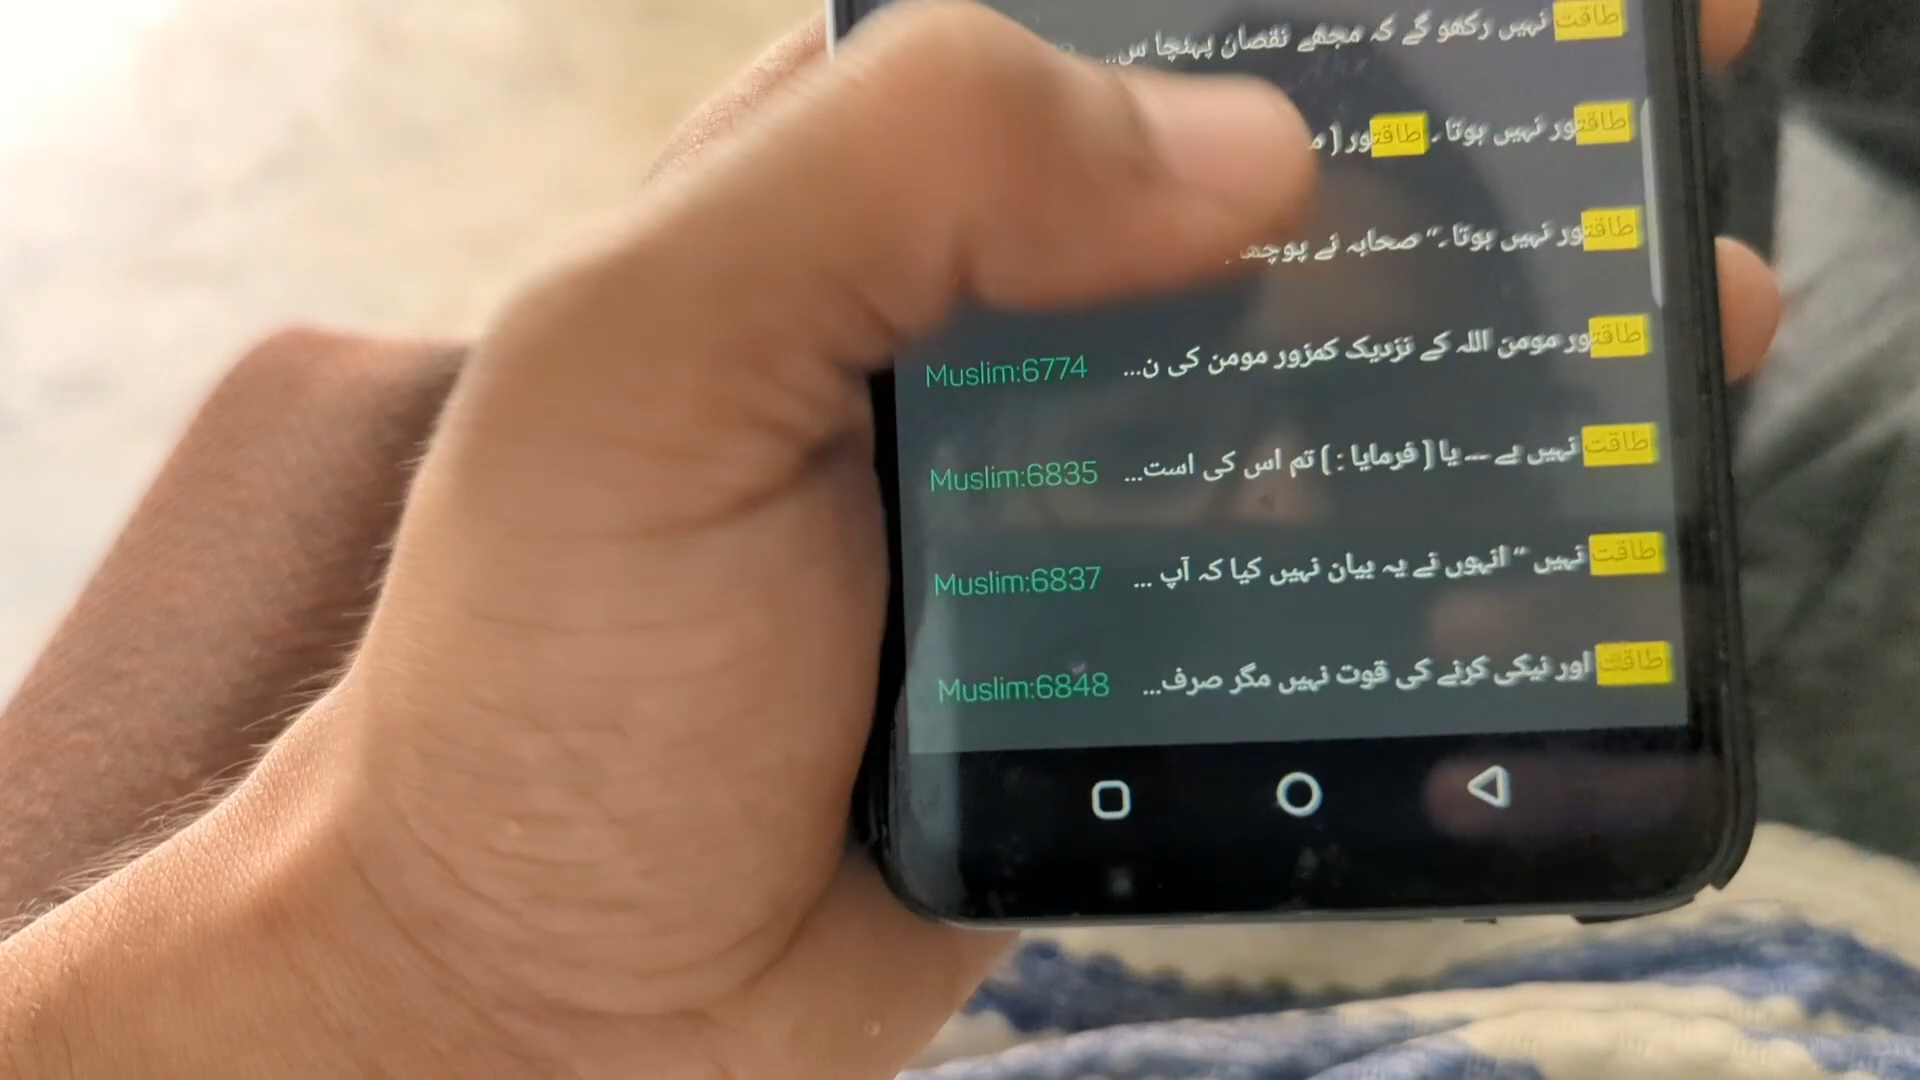 طاقت نہیں رکھو گے کہ مجھے نقصان پہنچا س...
طاقتور نہیں ہوتا ۔ طاقتور ( م
طاقتور نہیں ہوتا ۔“ صحابہ نے پوچھ
طاقتور مومن اللہ کے نزدیک کمزور مومن کی ن... Muslim:6774
طاقت نہیں ہے --- یا ( فرمایا : ) تم اس کی است... Muslim:6835
طاقت نہیں “ انہوں نے یہ بیان نہیں کیا کہ آپ ... Muslim:6837
طاقت اور نیکی کرنے کی قوت نہیں مگر صرف... Muslim:6848